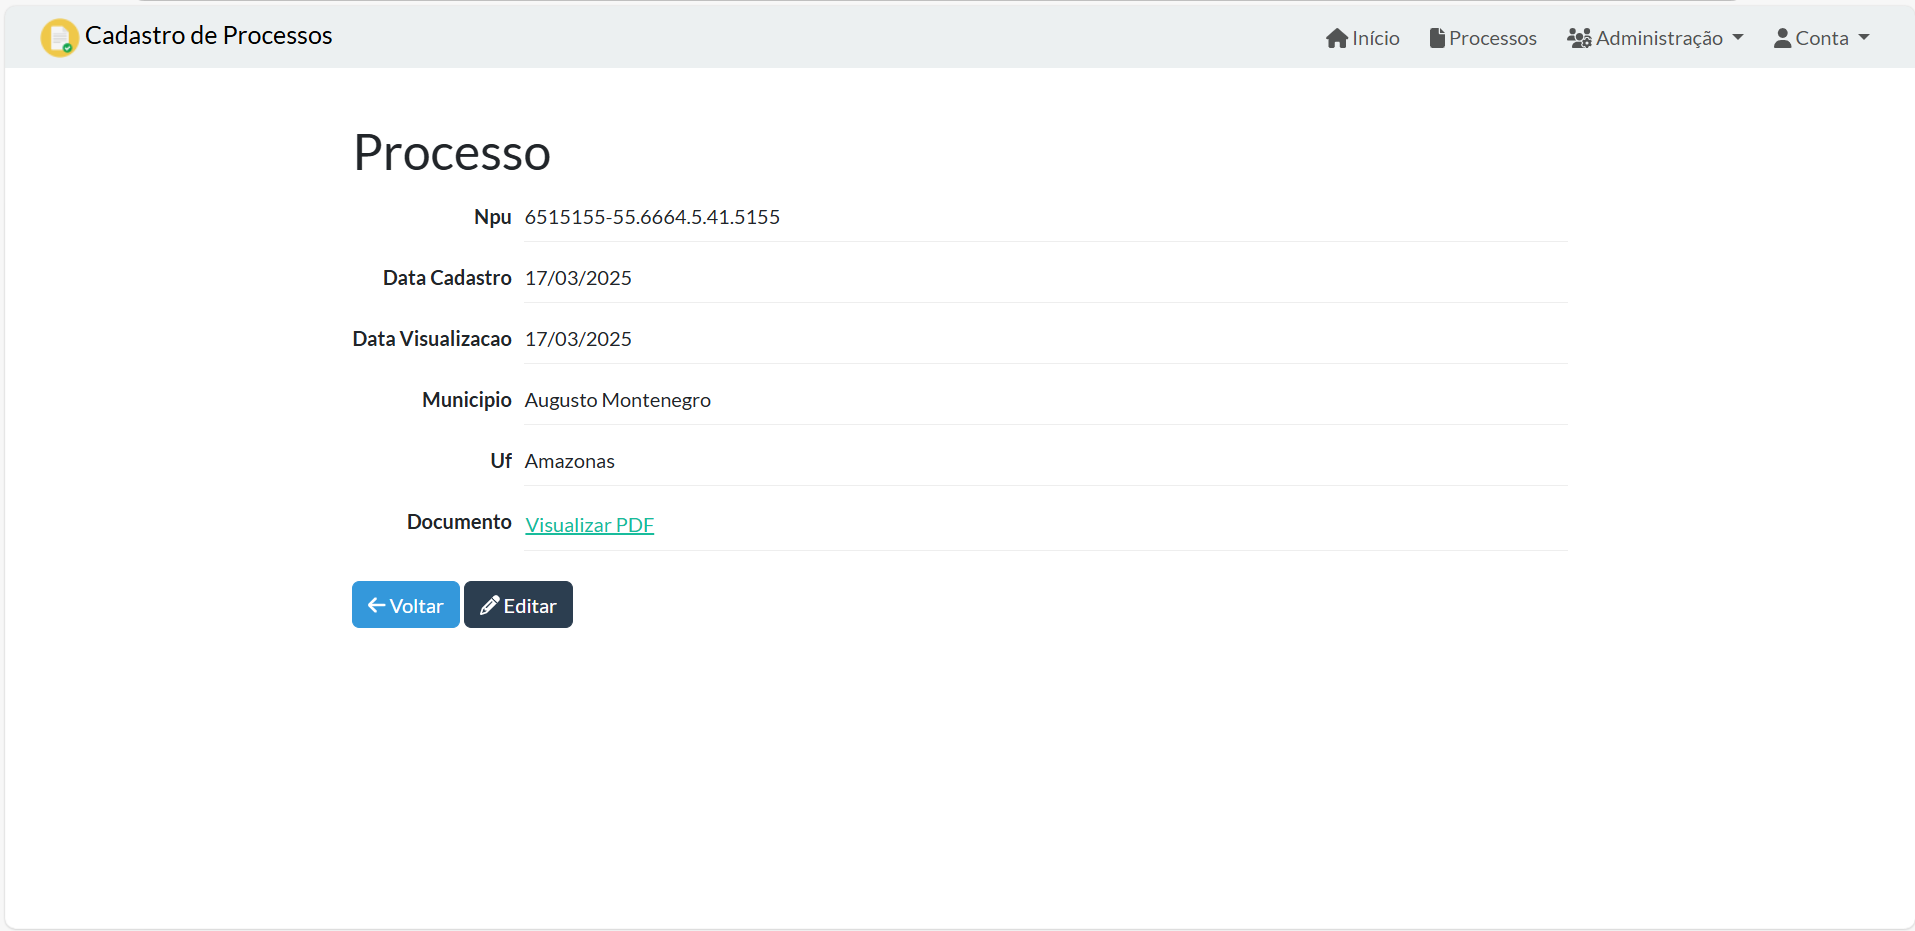 Cadastro de Processos
Início
Processos
Administração
Conta
Processo
Npu 6515155-55.6664.5.41.5155
Data Cadastro 17/03/2025
Data Visualizacao 17/03/2025
Municipio Augusto Montenegro
Uf Amazonas
Documento Visualizar PDF
Voltar
Editar